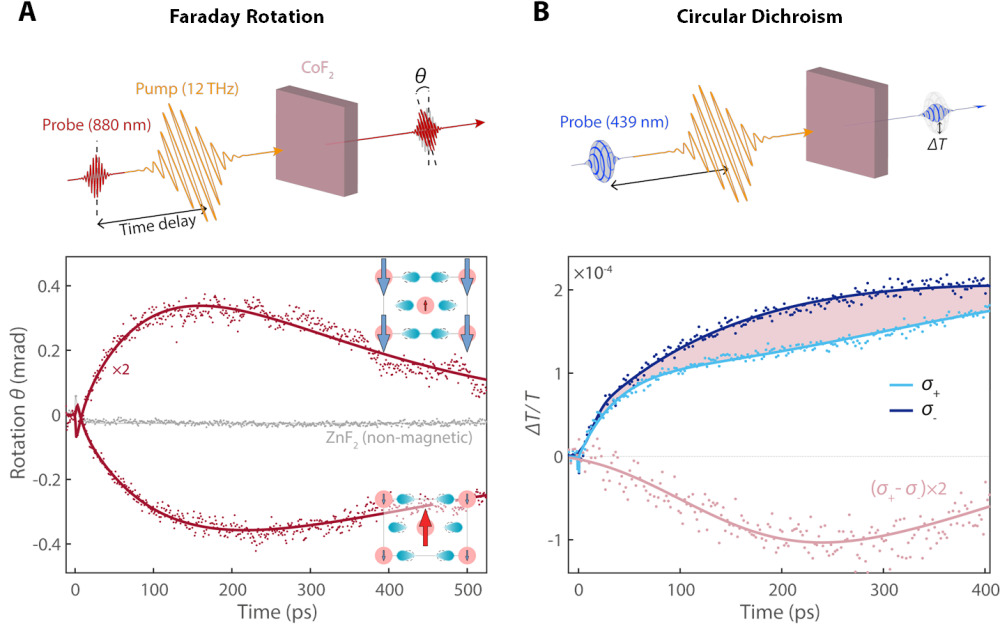 A
Faraday Rotation
CoF₂
Pump (12 THz)
θ
Probe (880 nm)
Time delay
0.4
0.2
0
-0.2
-0.4
Rotation θ (mrad)
×2
ZnF₂ (non-magnetic)
0
100
200
300
400
500
Time (ps)
B
Circular Dichroism
Probe (439 nm)
ΔT
×10⁻⁴
2
1
0
-1
ΔT/T
σ₊
σ₋
(σ₊- σ)×2
0
100
200
300
400
Time (ps)